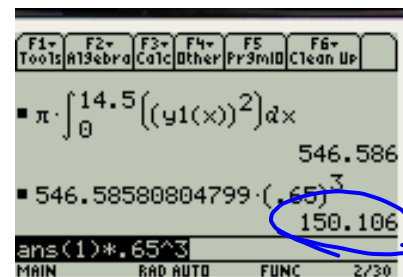 F1▾ F2▾ F3▾ F4▾ F5 F6▾
Tools Algebra Calc Other PrgmIO Clean Up
▪ π·∫₀^14.5 ((y1(x))²)dx
546.586
▪ 546.58580804799·(.65)³
150.106
ans(1)*.65^3
MAIN RAD AUTO FUNC 2/30